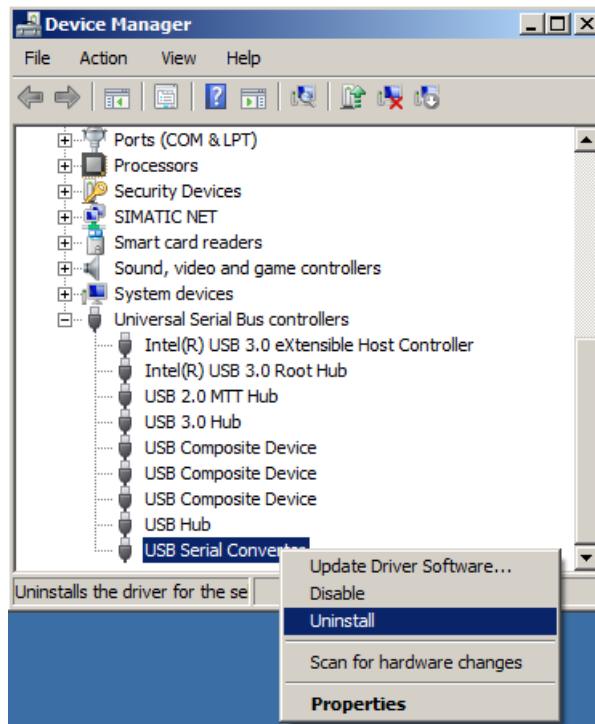 Device Manager
File Action View Help
Ports (COM & LPT)
Processors
Security Devices
SIMATIC NET
Smart card readers
Sound, video and game controllers
System devices
Universal Serial Bus controllers
Intel(R) USB 3.0 eXtensible Host Controller
Intel(R) USB 3.0 Root Hub
USB 2.0 MTT Hub
USB 3.0 Hub
USB Composite Device
USB Composite Device
USB Composite Device
USB Hub
USB Serial Converter
Update Driver Software...
Uninstalls the driver for the se
Disable
Uninstall
Scan for hardware changes
Properties